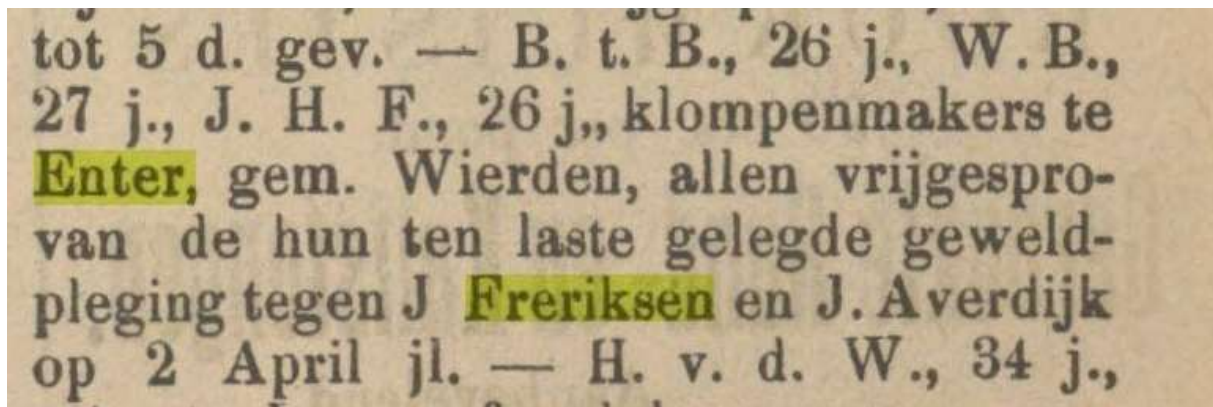 tot 5 d. gev. — B. t. B., 26 j., W. B.,
27 j., J. H. F., 26 j,, klompenmakers te
Enter, gem. Wierden, allen vrijgespro-
van de hun ten laste gelegde geweld-
pleging tegen J Freriksen en J. Averdijk
op 2 April jl. — H. v. d. W., 34 j.,